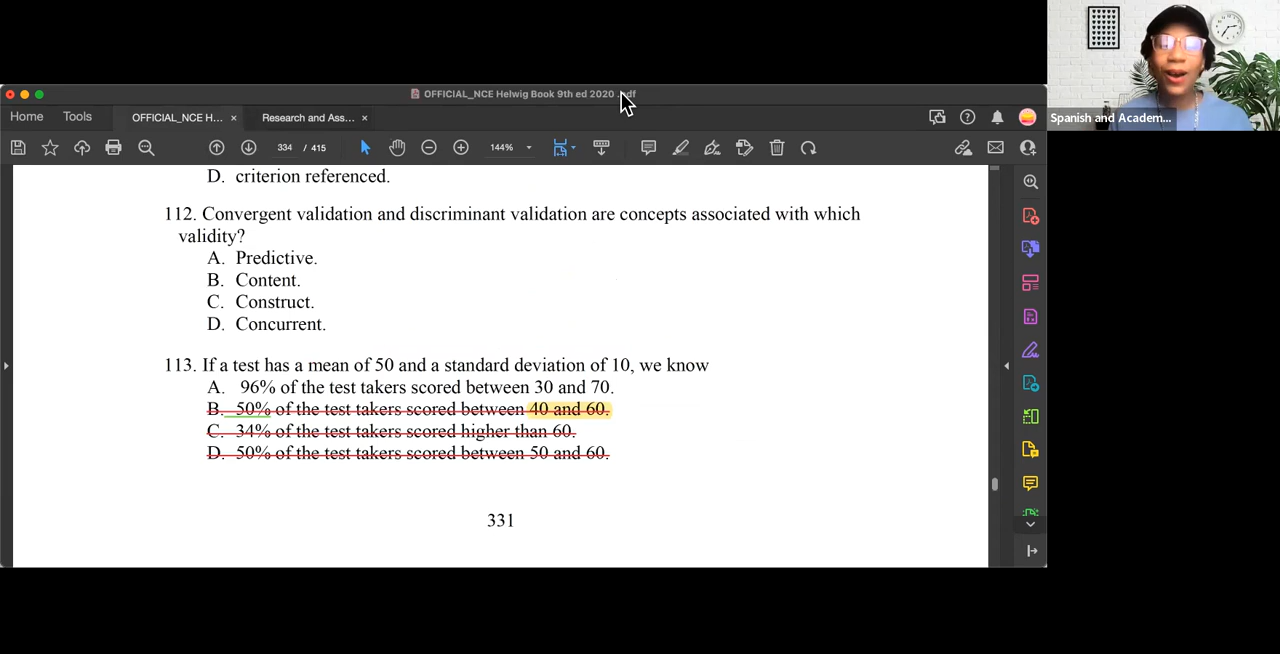 OFFICIAL_NCE Helwig Book 9th ed 2020 .pdf
Home Tools OFFICIAL_NCE H... × Research and Ass... ×
334 / 415 144%
D. criterion referenced.
112. Convergent validation and discriminant validation are concepts associated with which
validity?
A. Predictive.
B. Content.
C. Construct.
D. Concurrent.
113. If a test has a mean of 50 and a standard deviation of 10, we know
A. 96% of the test takers scored between 30 and 70.
B. 50% of the test takers scored between 40 and 60.
C. 34% of the test takers scored higher than 60.
D. 50% of the test takers scored between 50 and 60.
331
Spanish and Academ...